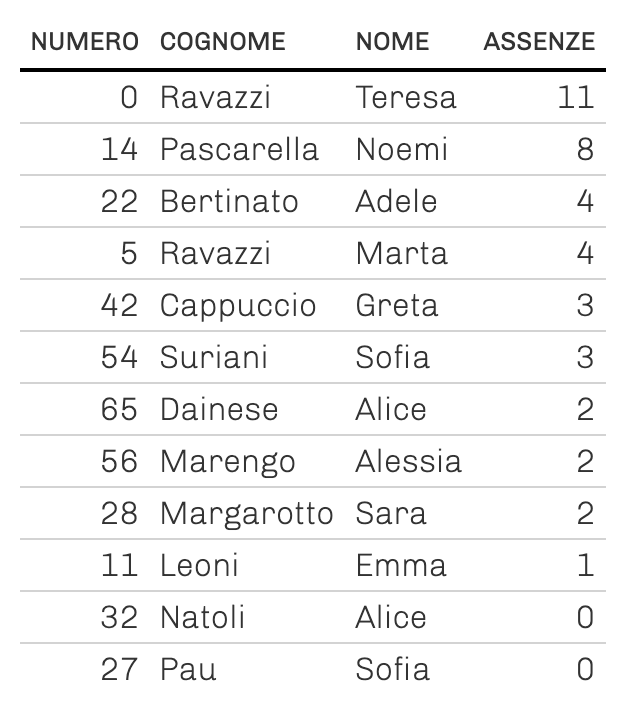 NUMERO COGNOME NOME ASSENZE
0 Ravazzi Teresa 11
14 Pascarella Noemi 8
22 Bertinato Adele 4
5 Ravazzi Marta 4
42 Cappuccio Greta 3
54 Suriani Sofia 3
65 Dainese Alice 2
56 Marengo Alessia 2
28 Margarotto Sara 2
11 Leoni Emma 1
32 Natoli Alice 0
27 Pau Sofia 0